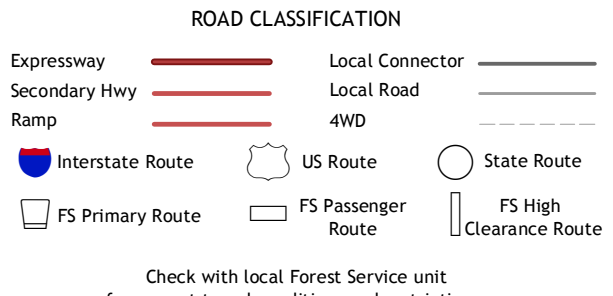 ROAD CLASSIFICATION
Expressway
Local Connector
Secondary Hwy
Local Road
Ramp
4WD
Interstate Route
US Route
State Route
FS Primary Route
FS Passenger
Route
FS High
Clearance Route
Check with local Forest Service unit